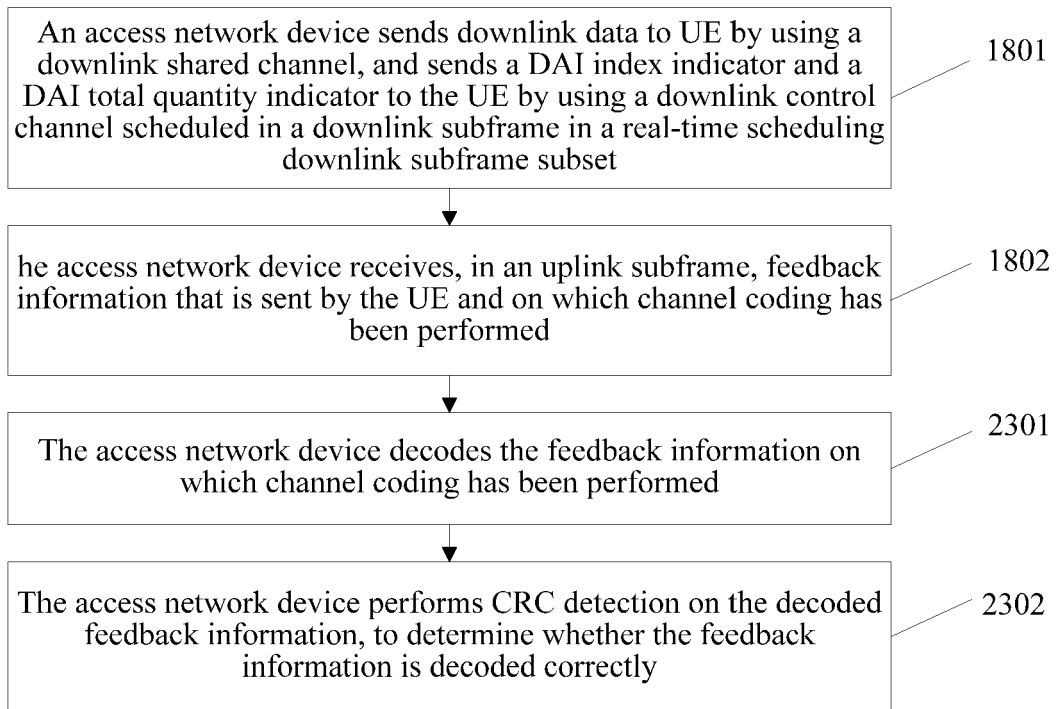 An access network device sends downlink data to UE by using a
downlink shared channel, and sends a DAI index indicator and a
DAI total quantity indicator to the UE by using a downlink control
channel scheduled in a downlink subframe in a real-time scheduling
downlink subframe subset
1801
he access network device receives, in an uplink subframe, feedback
information that is sent by the UE and on which channel coding has
been performed
1802
The access network device decodes the feedback information on
which channel coding has been performed
2301
The access network device performs CRC detection on the decoded
feedback information, to determine whether the feedback
information is decoded correctly
2302